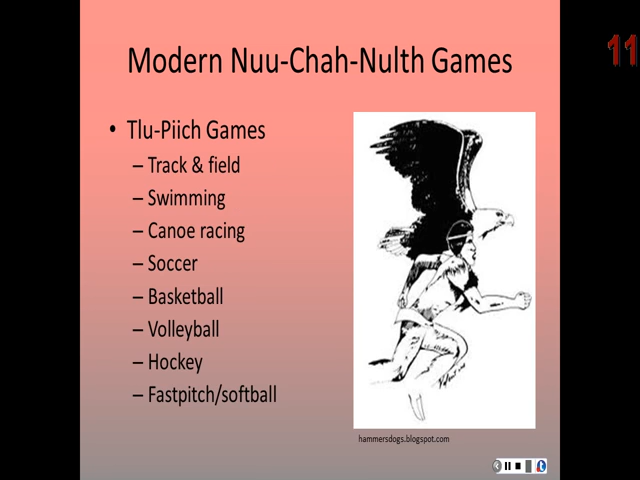 Modern Nuu-Chah-Nulth Games
11
• Tlu-Piich Games
– Track & field
– Swimming
– Canoe racing
– Soccer
– Basketball
– Volleyball
– Hockey
– Fastpitch/softball
hammersdogs.blogspot.com